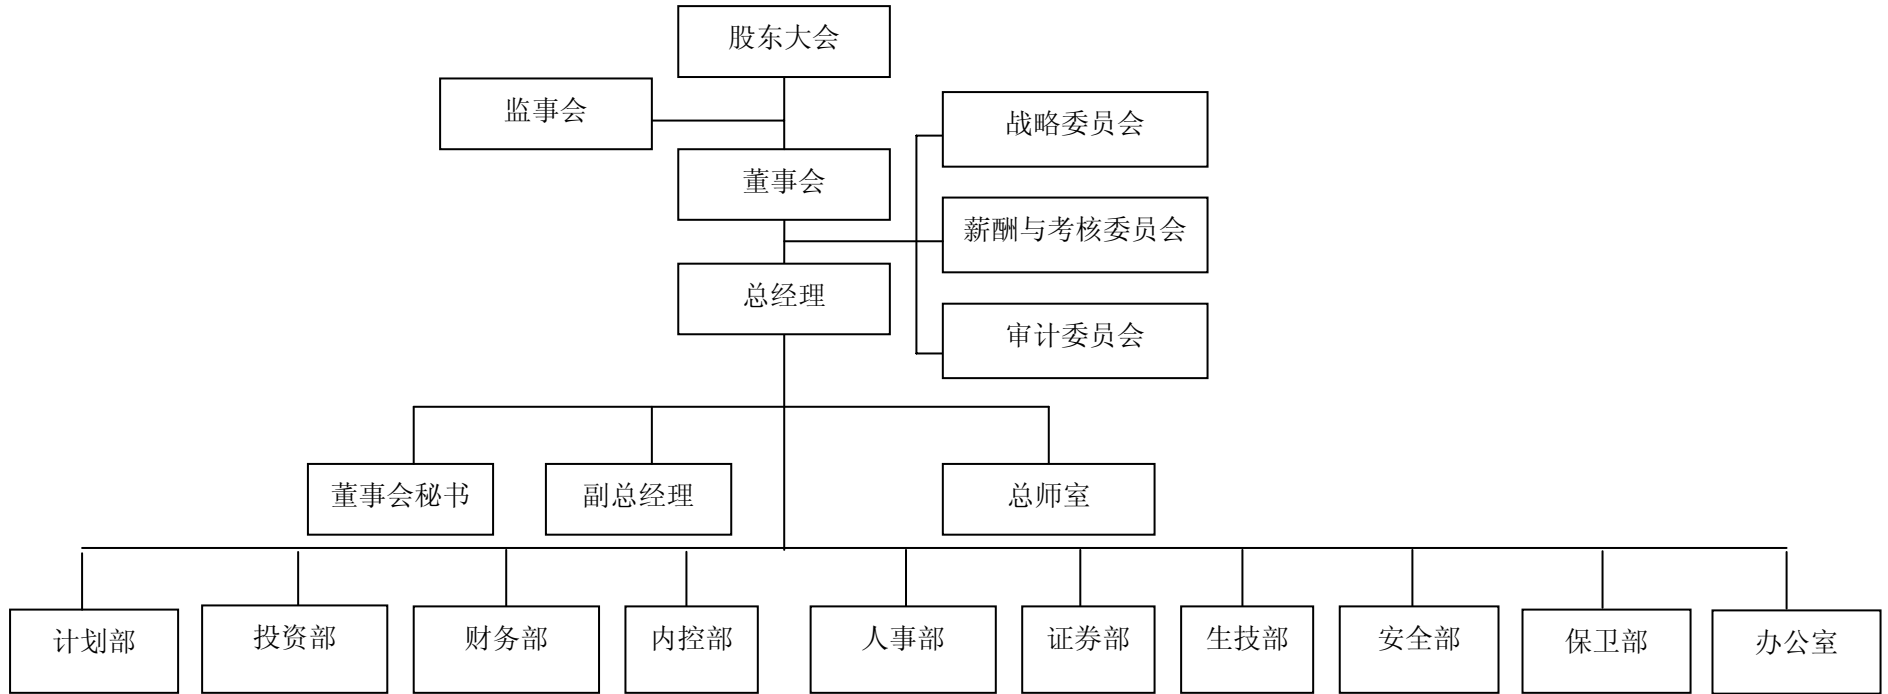 股东大会
监事会
战略委员会
董事会
薪酬与考核委员会
总经理
审计委员会
董事会秘书
副总经理
总师室
计划部
投资部
财务部
内控部
人事部
证券部
生技部
安全部
保卫部
办公室